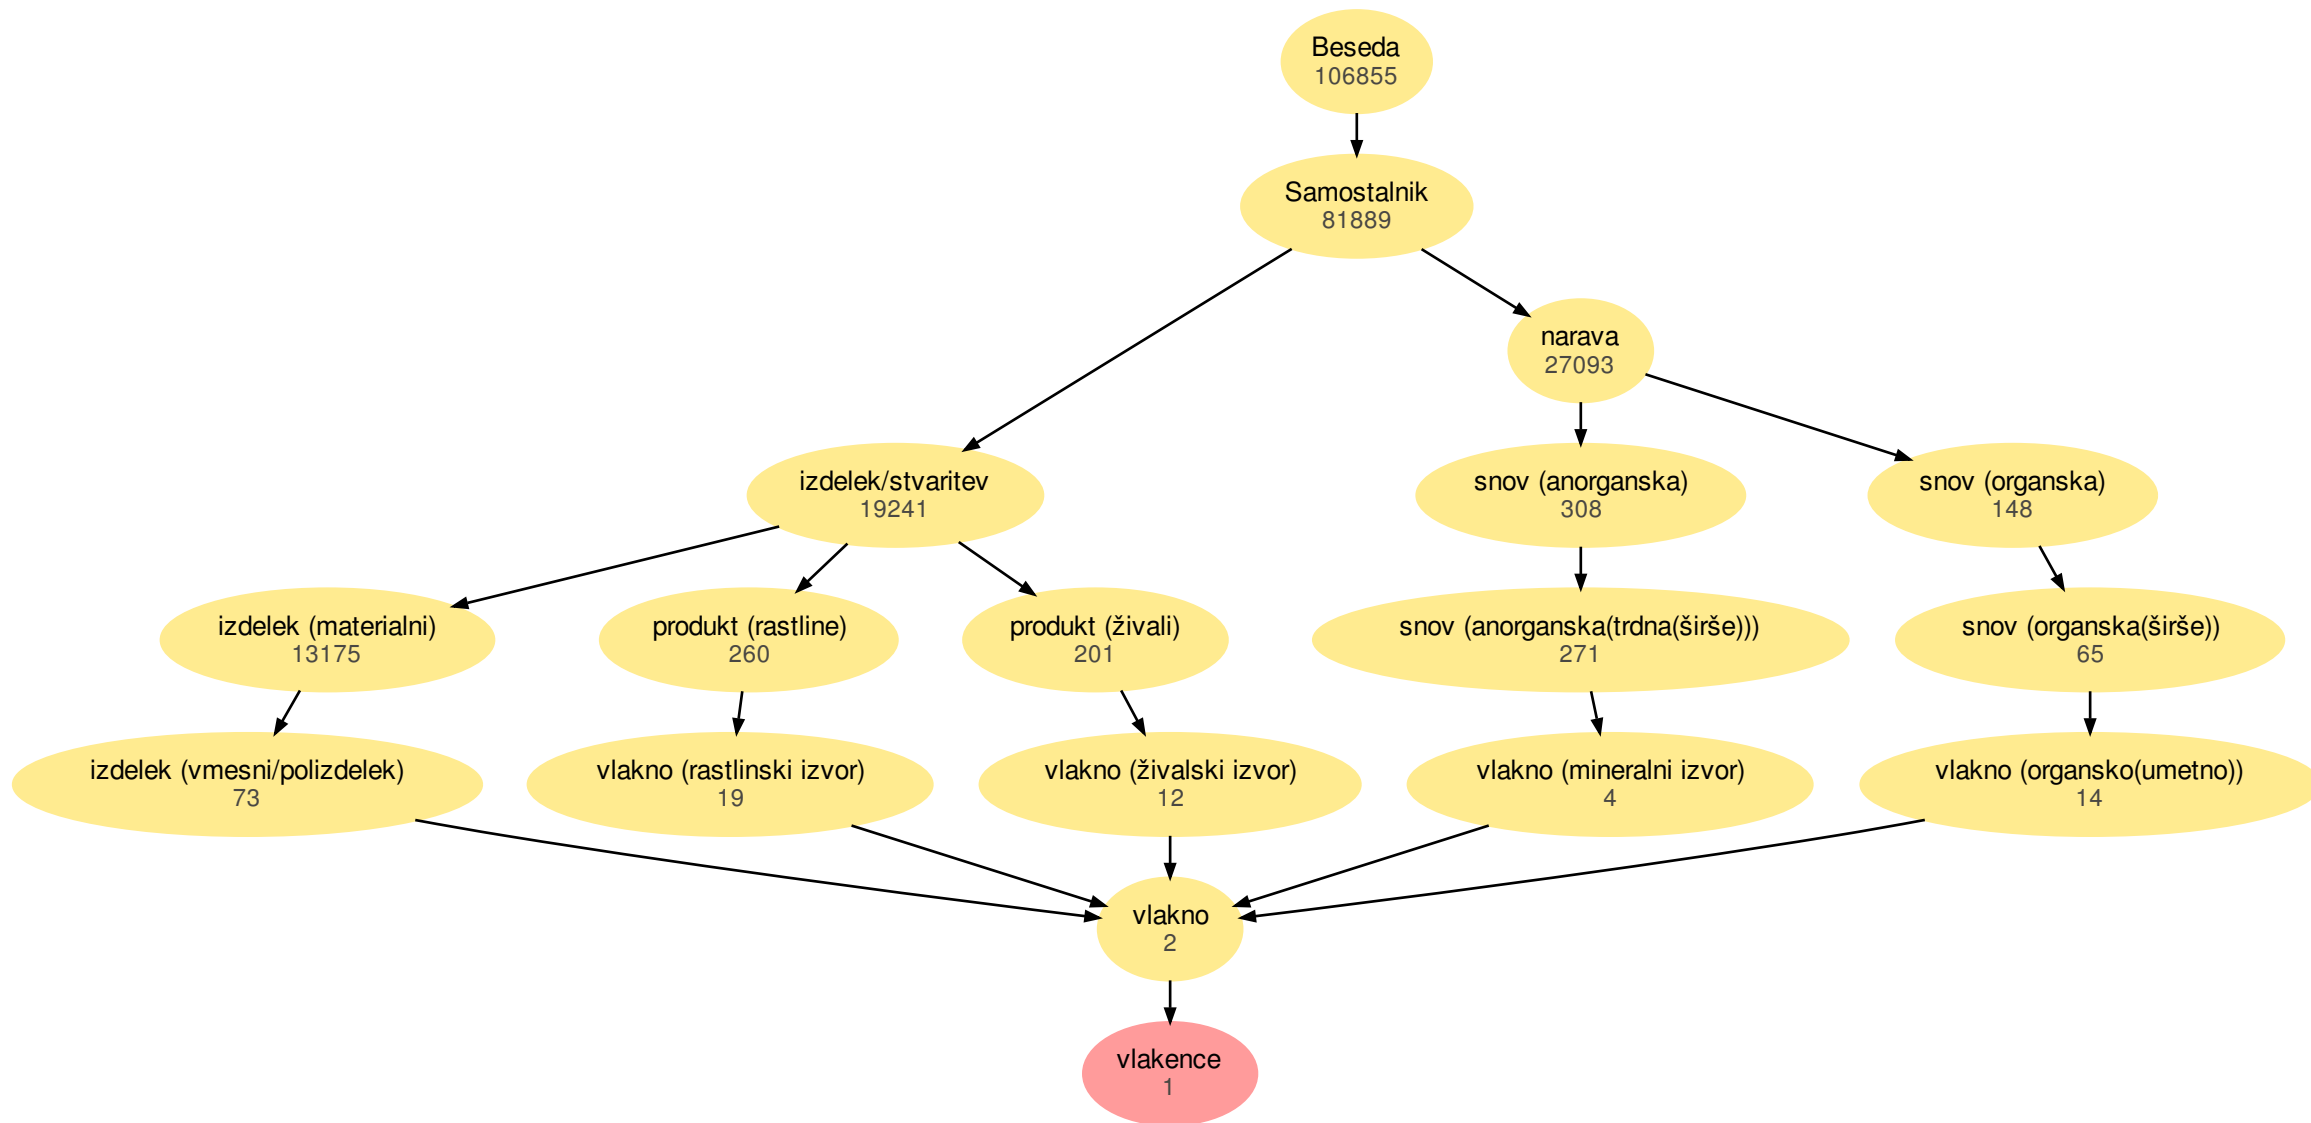 Beseda
106855
Samostalnik
81889
narava
27093
izdelek/stvaritev
19241
snov (anorganska)
308
snov (organska)
148
izdelek (materialni)
13175
produkt (rastline)
260
produkt (živali)
201
snov (anorganska(trdna(širše)))
271
snov (organska(širše))
65
izdelek (vmesni/polizdelek)
73
vlakno (rastlinski izvor)
19
vlakno (živalski izvor)
12
vlakno (mineralni izvor)
4
vlakno (organsko(umetno))
14
vlakno
2
vlakence
1